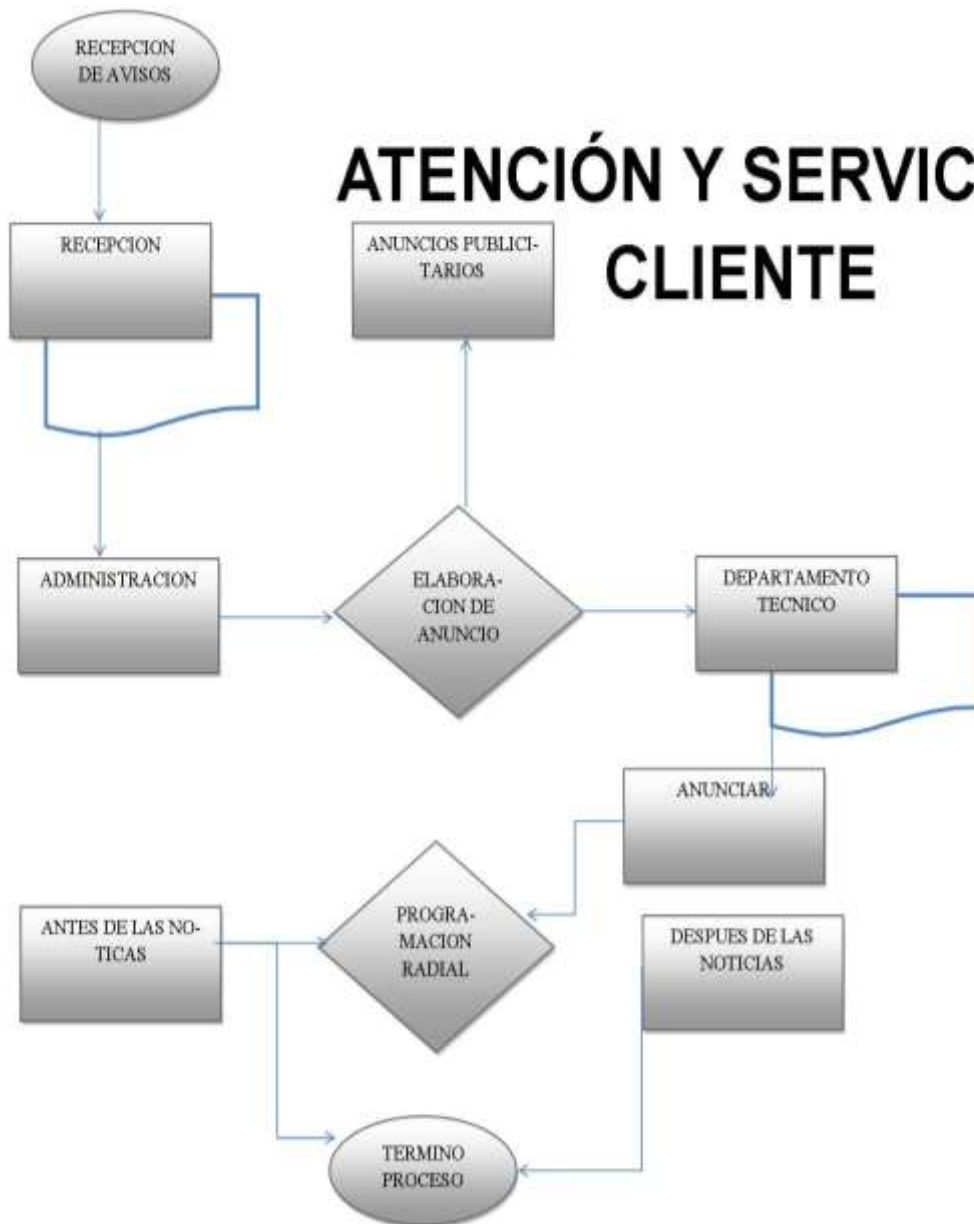 RECEPCION
DE AVISOS
ATENCIÓN Y SERVIC
CLIENTE
RECEPCION
ANUNCIOS PUBLICI-
TARIOS
ADMINISTRACION
ELABORA-
CION DE
ANUNCIO
DEPARTAMENTO
TECNICO
ANUNCIAR
PROGRA-
MACION
RADIAL
ANTES DE LAS NO-
TICAS
DESPUES DE LAS
NOTICIAS
TERMINO
PROCESO